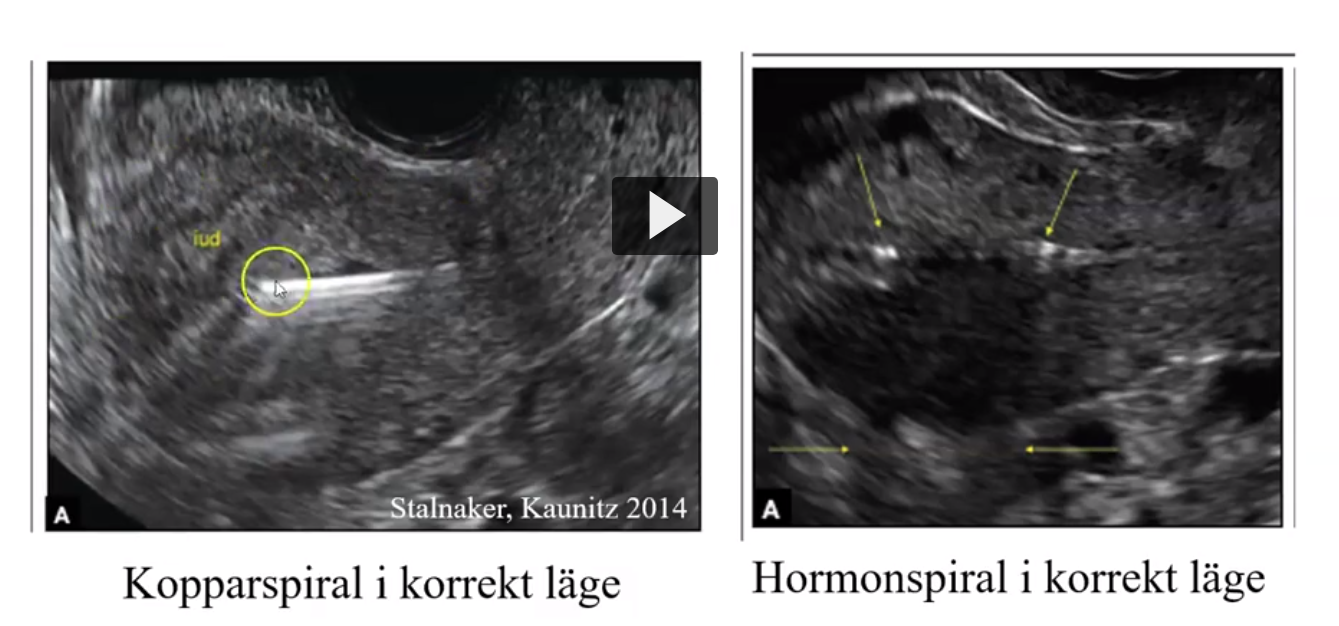 iud
A
Stalnaker, Kaunitz 2014
A
Kopparspiral i korrekt läge
Hormonspiral i korrekt läge